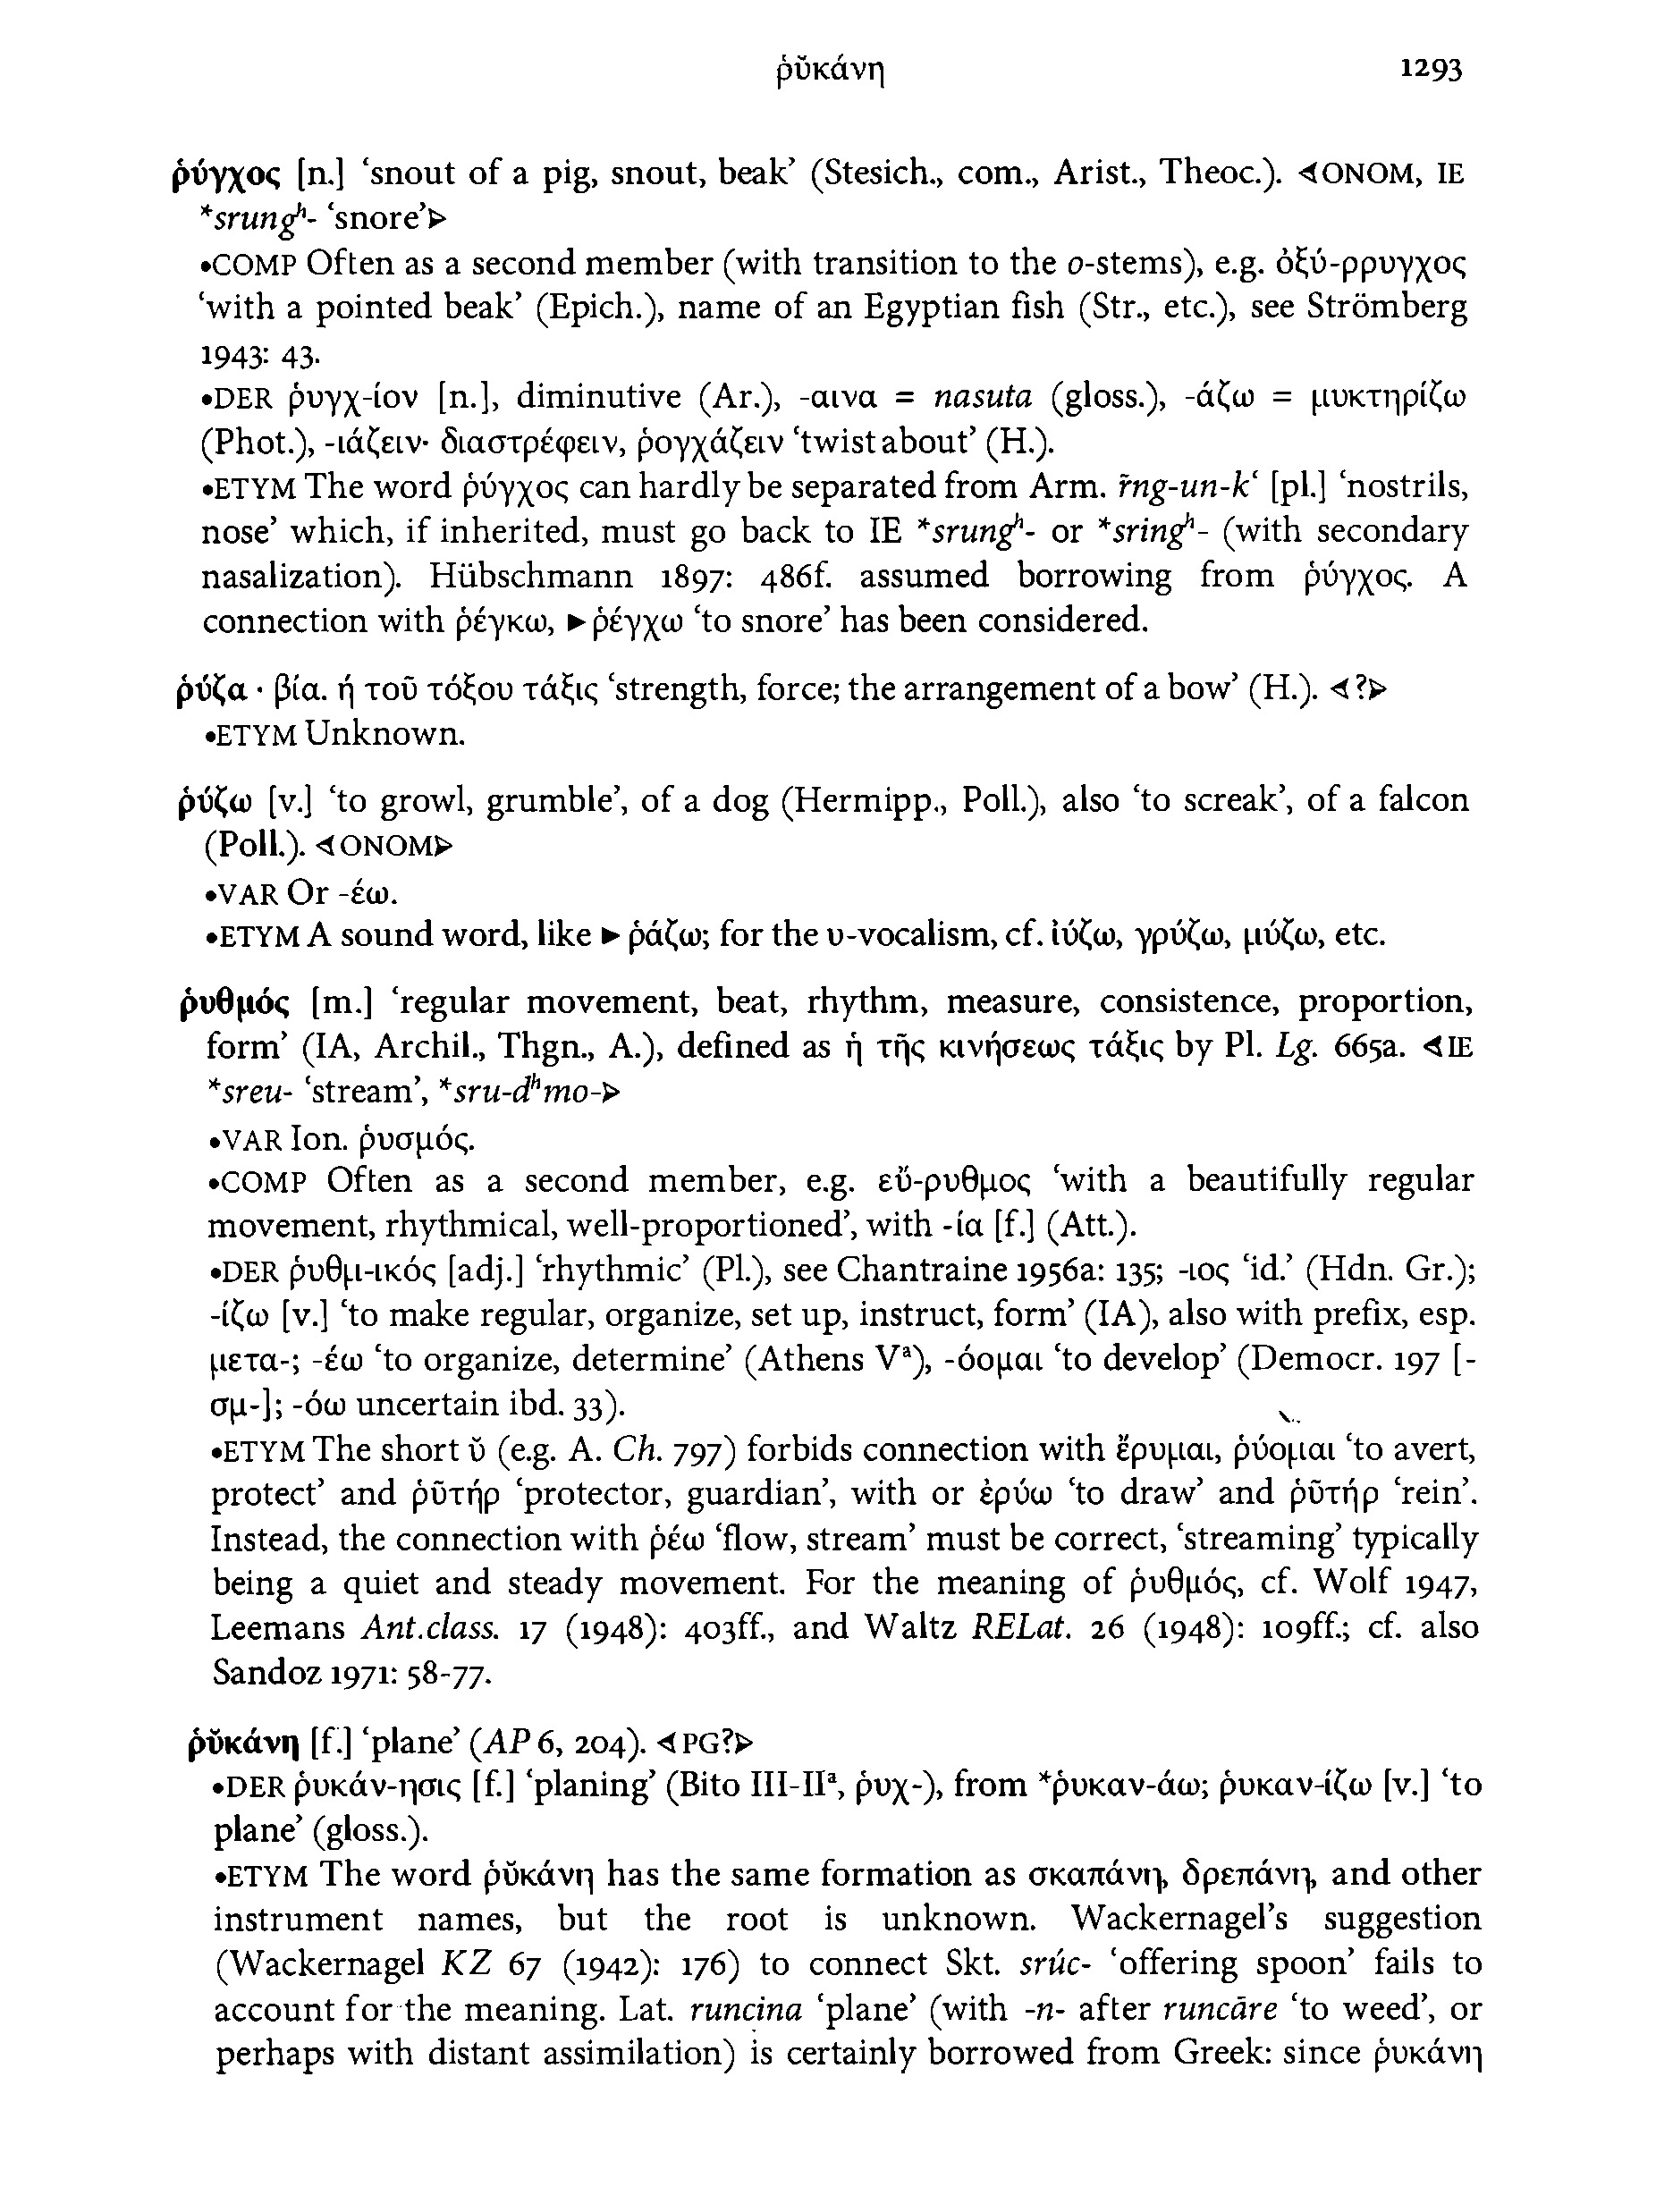 ῥῠκάνη 1293
ῥύγχος [n.] ‘snout of a pig, snout, beak’ (Stesich., com., Arist., Theoc.). ⊲ONOM, IE
*srungʰ- ‘snore’⊳
•COMP Often as a second member (with transition to the o-stems), e.g. ὀξύ-ρρυγχος
‘with a pointed beak’ (Epich.), name of an Egyptian fish (Str., etc.), see Strömberg
1943: 43.
•DER ῥυγχ-ίον [n.], diminutive (Ar.), -αινα = nasuta (gloss.), -άζω = μυκτηρίζω
(Phot.), -ιάζειν· διαστρέφειν, ῥογχάζειν ‘twist about’ (H.).
•ETYM The word ῥύγχος can hardly be separated from Arm. r̄ng-un-kʻ [pl.] ‘nostrils,
nose’ which, if inherited, must go back to IE *srungʰ- or *sringʰ- (with secondary
nasalization). Hübschmann 1897: 486f. assumed borrowing from ῥύγχος. A
connection with ῥέγκω, ►ῥέγχω ‘to snore’ has been considered.
ῥύζα · βία. ἡ τοῦ τόξου τάξις ‘strength, force; the arrangement of a bow’ (H.). ⊲?⊳
•ETYM Unknown.
ῥύζω [v.] ‘to growl, grumble’, of a dog (Hermipp., Poll.), also ‘to screak’, of a falcon
(Poll.). ⊲ONOM⊳
•VAR Or -έω.
•ETYM A sound word, like ►ῥάζω; for the υ-vocalism, cf. ἰύζω, γρύζω, μύζω, etc.
ῥυθμός [m.] ‘regular movement, beat, rhythm, measure, consistence, proportion,
form’ (IA, Archil., Thgn., A.), defined as ἡ τῆς κινήσεως τάξις by Pl. Lg. 665a. ⊲IE
*sreu- ‘stream’, *sru-dʰmo-⊳
•VAR Ion. ῥυσμός.
•COMP Often as a second member, e.g. εὔ-ρυθμος ‘with a beautifully regular
movement, rhythmical, well-proportioned’, with -ία [f.] (Att.).
•DER ῥυθμ-ικός [adj.] ‘rhythmic’ (Pl.), see Chantraine 1956a: 135; -ιος ‘id.’ (Hdn. Gr.);
-ίζω [v.] ‘to make regular, organize, set up, instruct, form’ (IA), also with prefix, esp.
μετα-; -έω ‘to organize, determine’ (Athens Vᵃ), -όομαι ‘to develop’ (Democr. 197 [-
σμ-]; -όω uncertain ibd. 33).
•ETYM The short ῠ (e.g. A. Ch. 797) forbids connection with ἔρυμαι, ῥύομαι ‘to avert,
protect’ and ῥῡτήρ ‘protector, guardian’, with or ἐρύω ‘to draw’ and ῥῡτήρ ‘rein’.
Instead, the connection with ῥέω ‘flow, stream’ must be correct, ‘streaming’ typically
being a quiet and steady movement. For the meaning of ῥυθμός, cf. Wolf 1947,
Leemans Ant.class. 17 (1948): 403ff., and Waltz RELat. 26 (1948): 109ff.; cf. also
Sandoz 1971: 58-77.
ῥῠκάνη [f.] ‘plane’ (AP 6, 204). ⊲PG?⊳
•DER ῥυκάν-ησις [f.] ‘planing’ (Bito III-IIᵃ, ῥυχ-), from *ῥυκαν-άω; ῥυκαν-ίζω [v.] ‘to
plane’ (gloss.).
•ETYM The word ῥῠκάνη has the same formation as σκαπάνη, δρεπάνη, and other
instrument names, but the root is unknown. Wackernagel’s suggestion
(Wackernagel KZ 67 (1942): 176) to connect Skt. srúc- ‘offering spoon’ fails to
account for the meaning. Lat. runcina ‘plane’ (with -n- after runcāre ‘to weed’, or
perhaps with distant assimilation) is certainly borrowed from Greek: since ῥυκάνη